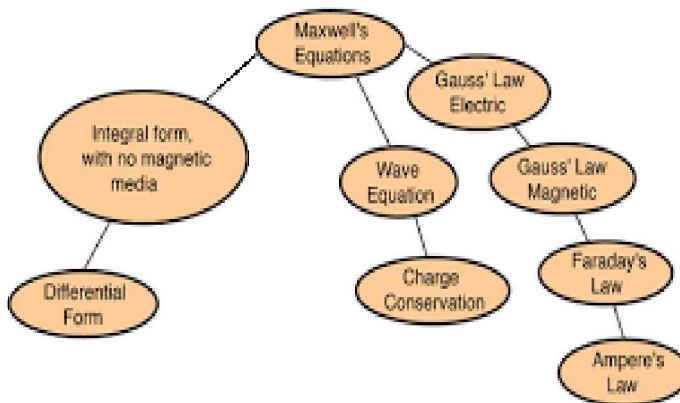 Maxwell's
Equations
Gauss' Law
Electric
Integral form,
with no magnetic
media
Wave
Equation
Gauss' Law
Magnetic
Differential
Form
Charge
Conservation
Faraday's
Law
Ampere's
Law